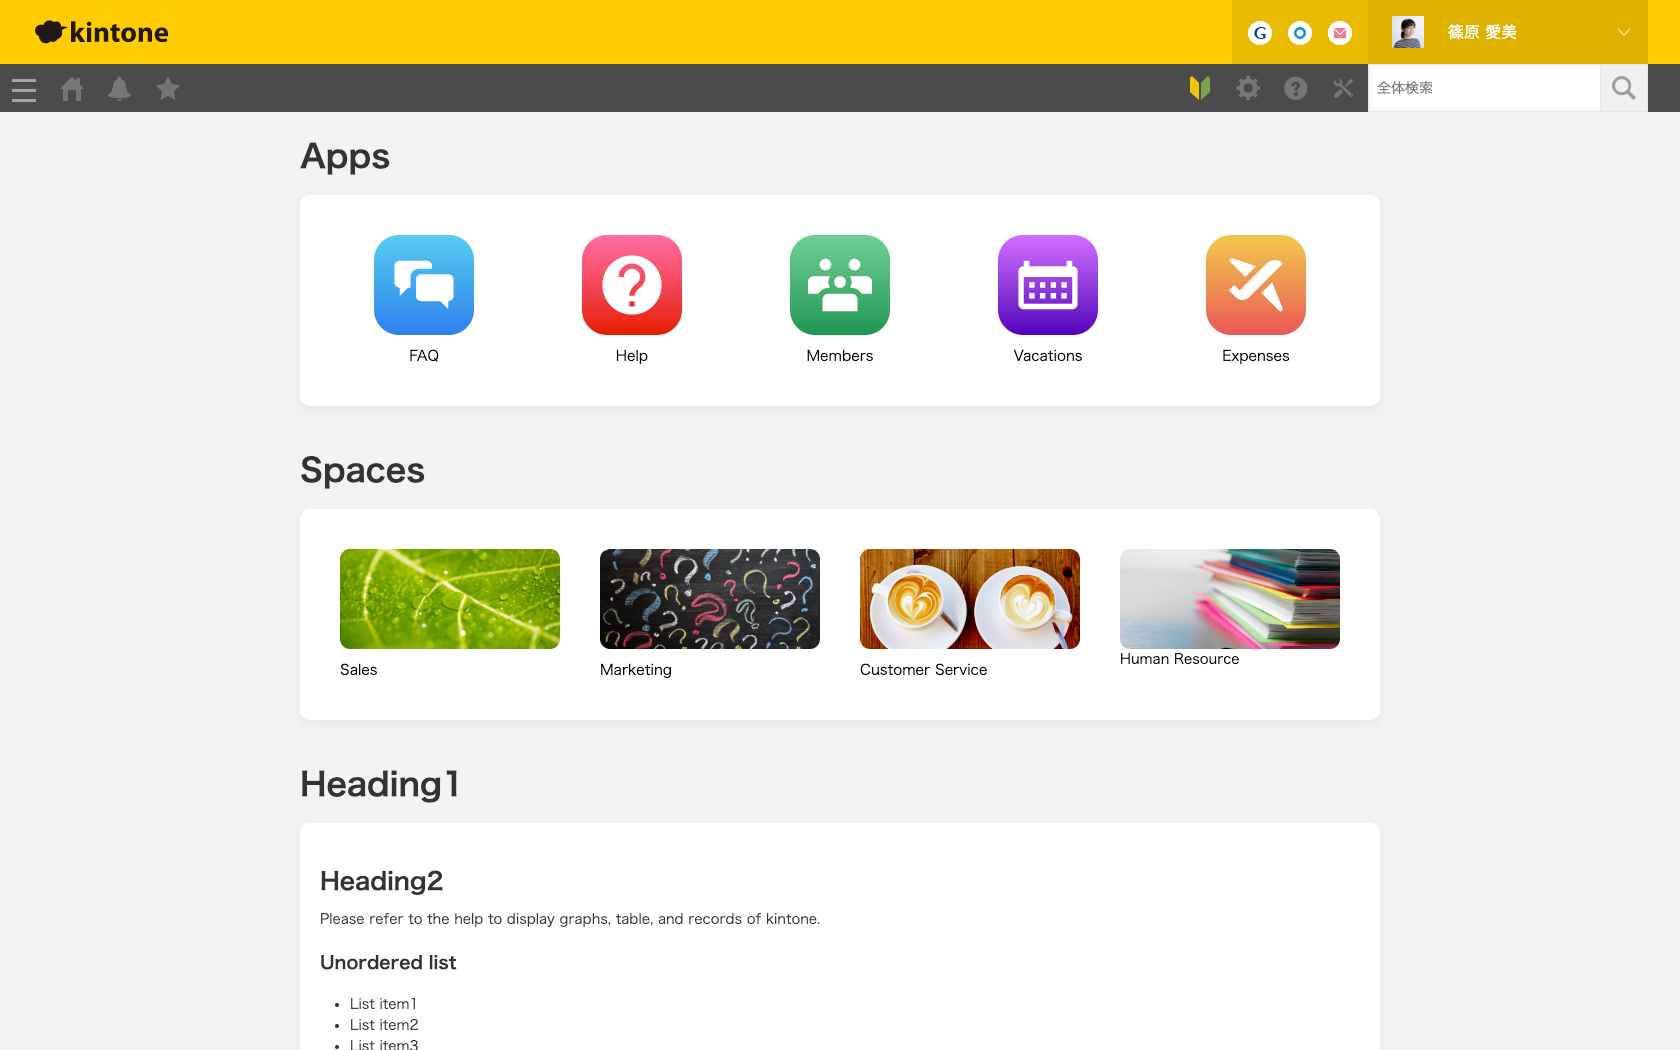 kintone
G
篠原 愛美
全体検索
Apps
FAQ
Help
Members
Vacations
Expenses
Spaces
Sales
Marketing
Customer Service
Human Resource
Heading1
Heading2
Please refer to the help to display graphs, table, and records of kintone.
Unordered list
• List item1
• List item2
• List item3